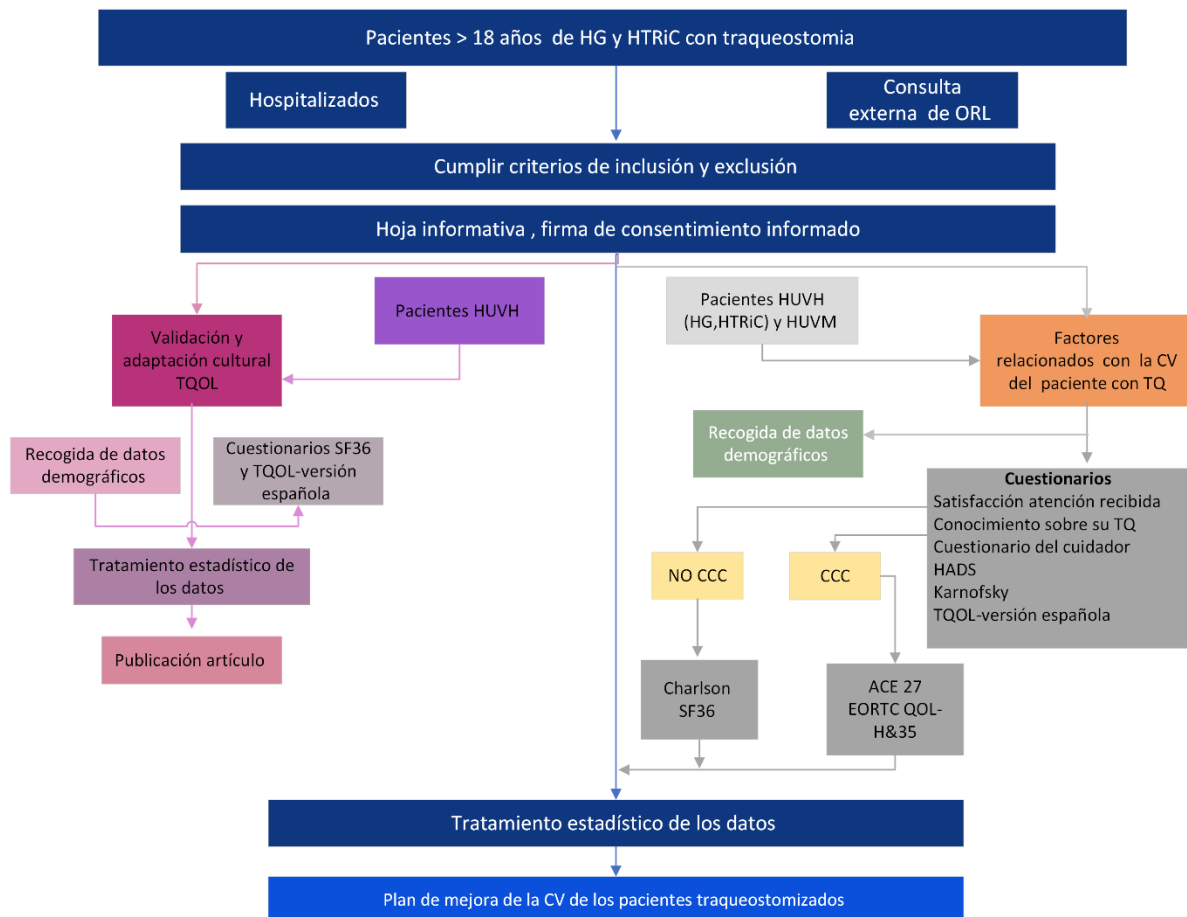 Pacientes > 18 años de HG y HTRiC con traqueostomia
Hospitalizados
Consulta
externa de ORL
Cumplir criterios de inclusión y exclusión
Hoja informativa , firma de consentimiento informado
Pacientes HUVH
Pacientes HUVH
(HG,HTRiC) y HUVM
Validación y
adaptación cultural
TQOL
Factores
relacionados con la CV
del paciente con TQ
Recogida de datos
demográficos
Cuestionarios SF36
y TQOL-versión
española
Recogida de datos
demográficos
Cuestionarios
Satisfacción atención recibida
Conocimiento sobre su TQ
Cuestionario del cuidador
HADS
Karnofsky
TQOL-versión española
Tratamiento estadístico de
los datos
NO CCC
CCC
Publicación artículo
Charlson
SF36
ACE 27
EORTC QOL-
H&35
Tratamiento estadístico de los datos
Plan de mejora de la CV de los pacientes traqueostomizados